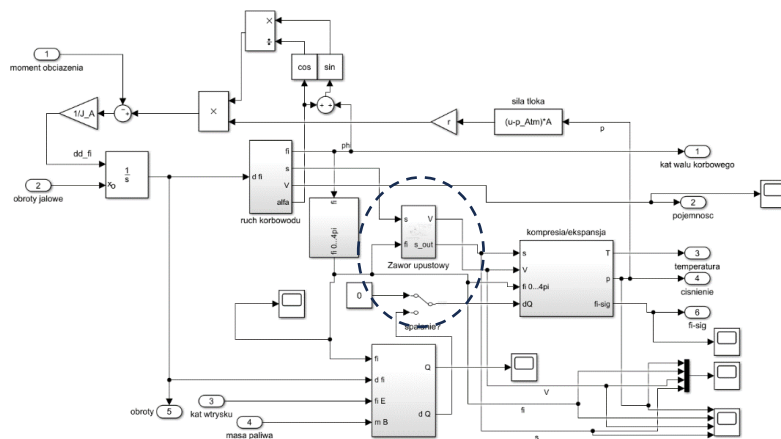 ×
÷
cos
sin
1
moment obciazenia
1/J_A
-
+
×
+ +
r
sila tloka
(u-p_Atm)*A
p
dd_fi
1
s
xo
2
obroty jalowe
d fi
fi
s
V
alfa
ruch korbowodu
ph
1
kat walu korbowego
2
pojemnosc
fi
fi 0...4pi
s
fi
V
s_out
Zawor upustowy
0
spalanie?
kompresia/ekspansja
s
V
fi 0...4pi
dQ
T
p
fi-sig
3
temperatura
4
cisnienie
6
fi-sig
fi
d fi
fi E
m B
Q
d Q
5
obroty
3
kat wtrysku
4
masa paliwa
V
fi
s